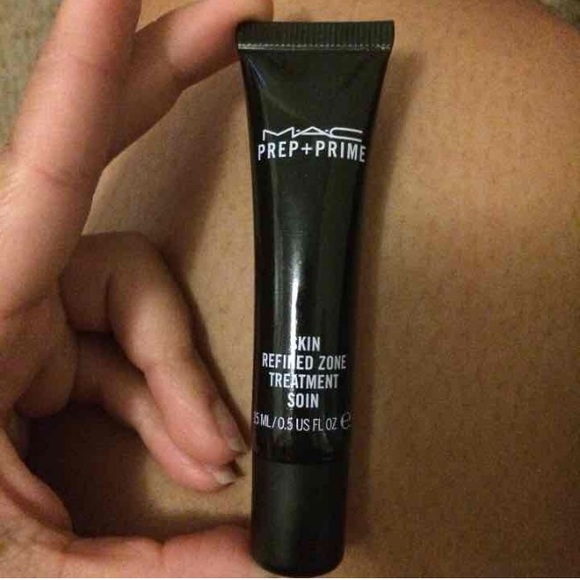 M·A·C
PREP+PRIME
SKIN
REFINED ZONE
TREATMENT
SOIN
15 ML/0.5 US FL OZ ℮